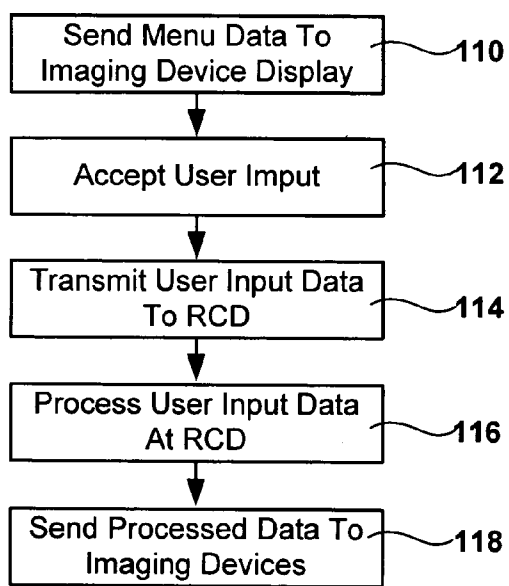 Send Menu Data To
Imaging Device Display
110
Accept User Imput
112
Transmit User Input Data
To RCD
114
Process User Input Data
At RCD
116
Send Processed Data To
Imaging Devices
118